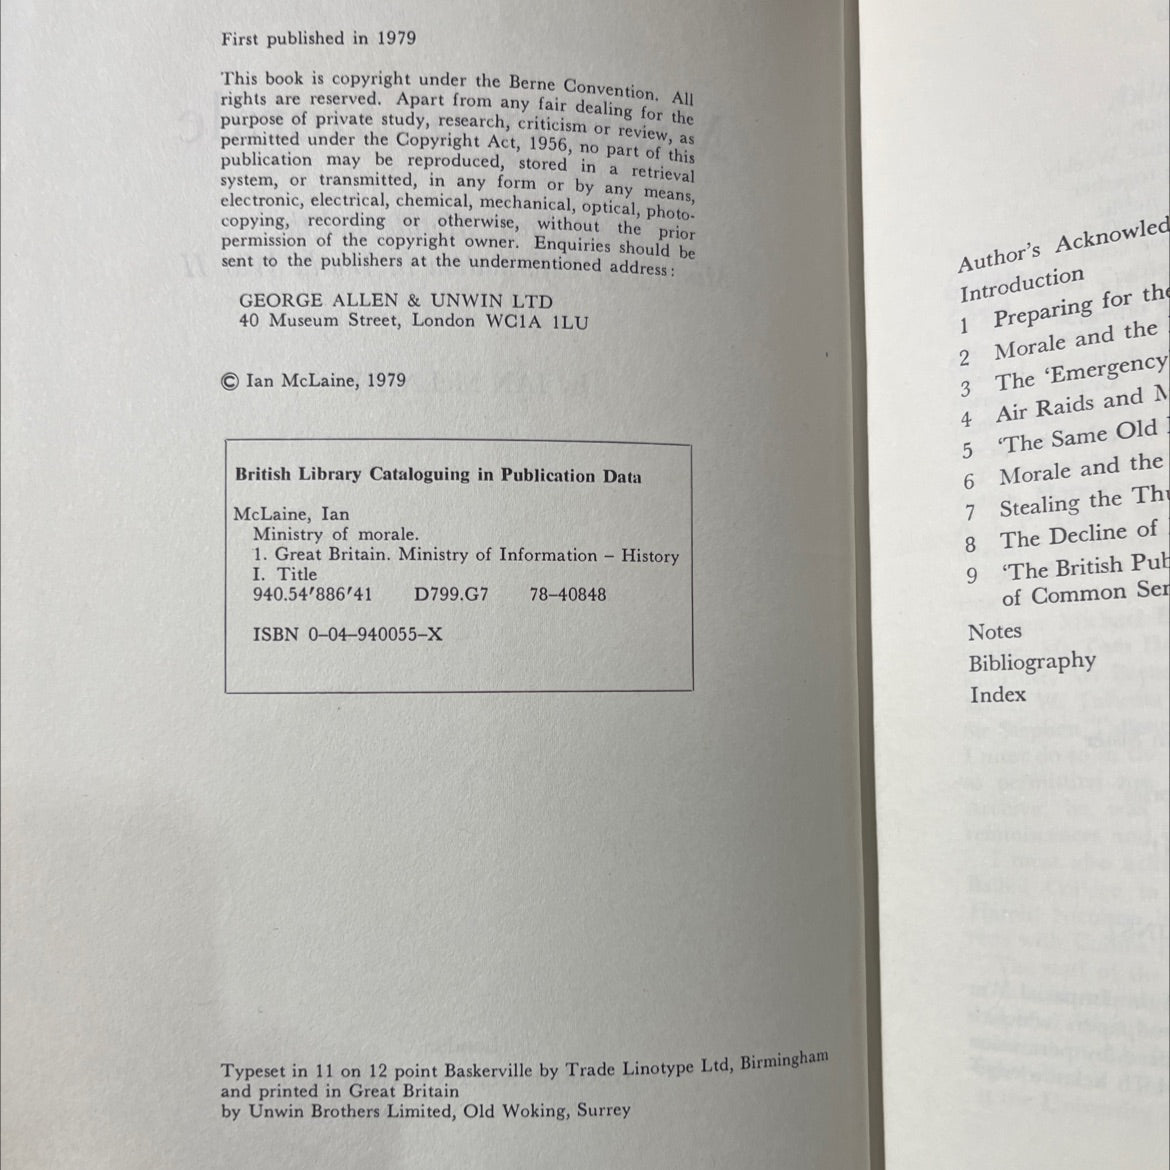 First published in 1979
This book is copyright under the Berne Convention. All
rights are reserved. Apart from any fair dealing for the
purpose of private study, research, criticism or review, as
permitted under the Copyright Act, 1956, no part of this
publication may be reproduced, stored in a retrieval
system, or transmitted, in any form or by any means,
electronic, electrical, chemical, mechanical, optical, photo-
copying, recording or otherwise, without the prior
permission of the copyright owner. Enquiries should be
sent to the publishers at the undermentioned address:
GEORGE ALLEN & UNWIN LTD
40 Museum Street, London WC1A 1LU
© Ian McLaine, 1979
British Library Cataloguing in Publication Data
McLaine, Ian
Ministry of morale.
1. Great Britain. Ministry of Information – History
I. Title
940.54′886′41 D799.G7 78–40848
ISBN 0–04–940055–X
Typeset in 11 on 12 point Baskerville by Trade Linotype Ltd, Birmingham
and printed in Great Britain
by Unwin Brothers Limited, Old Woking, Surrey
Author's Acknowled
Introduction
1 Preparing for the
2 Morale and the
3 The ‘Emergency’
4 Air Raids and
5 ‘The Same Old
6 Morale and the
7 Stealing the Thu
8 The Decline of
9 ‘The British Pub
of Common Sen
Notes
Bibliography
Index